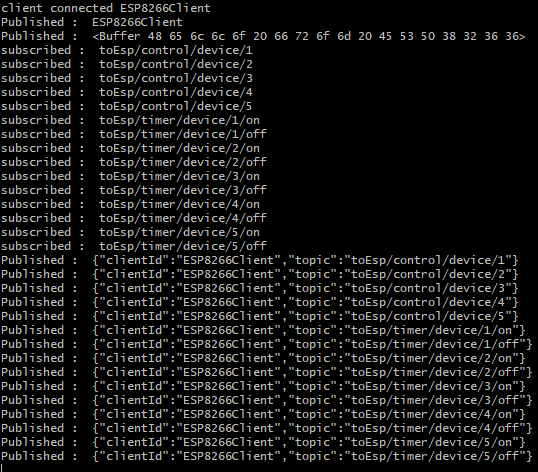 client connected ESP8266Client
Published :  ESP8266Client
Published :  <Buffer 48 65 6c 6c 6f 20 66 72 6f 6d 20 45 53 50 38 32 36 36>
subscribed :  toEsp/control/device/1
subscribed :  toEsp/control/device/2
subscribed :  toEsp/control/device/3
subscribed :  toEsp/control/device/4
subscribed :  toEsp/control/device/5
subscribed :  toEsp/timer/device/1/on
subscribed :  toEsp/timer/device/1/off
subscribed :  toEsp/timer/device/2/on
subscribed :  toEsp/timer/device/2/off
subscribed :  toEsp/timer/device/3/on
subscribed :  toEsp/timer/device/3/off
subscribed :  toEsp/timer/device/4/on
subscribed :  toEsp/timer/device/4/off
subscribed :  toEsp/timer/device/5/on
subscribed :  toEsp/timer/device/5/off
Published :  {"clientId":"ESP8266Client","topic":"toEsp/control/device/1"}
Published :  {"clientId":"ESP8266Client","topic":"toEsp/control/device/2"}
Published :  {"clientId":"ESP8266Client","topic":"toEsp/control/device/3"}
Published :  {"clientId":"ESP8266Client","topic":"toEsp/control/device/4"}
Published :  {"clientId":"ESP8266Client","topic":"toEsp/control/device/5"}
Published :  {"clientId":"ESP8266Client","topic":"toEsp/timer/device/1/on"}
Published :  {"clientId":"ESP8266Client","topic":"toEsp/timer/device/1/off"}
Published :  {"clientId":"ESP8266Client","topic":"toEsp/timer/device/2/on"}
Published :  {"clientId":"ESP8266Client","topic":"toEsp/timer/device/2/off"}
Published :  {"clientId":"ESP8266Client","topic":"toEsp/timer/device/3/on"}
Published :  {"clientId":"ESP8266Client","topic":"toEsp/timer/device/3/off"}
Published :  {"clientId":"ESP8266Client","topic":"toEsp/timer/device/4/on"}
Published :  {"clientId":"ESP8266Client","topic":"toEsp/timer/device/4/off"}
Published :  {"clientId":"ESP8266Client","topic":"toEsp/timer/device/5/on"}
Published :  {"clientId":"ESP8266Client","topic":"toEsp/timer/device/5/off"}